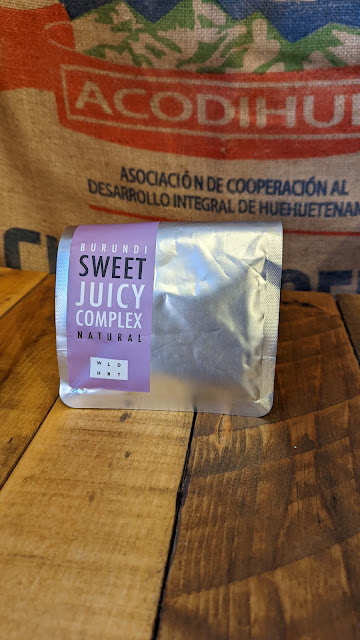 ACODIHUE
ASOCIACIÓN DE COOPERACIÓN AL
DESARROLLO INTEGRAL DE HUEHUETENAN
BURUNDI
SWEET
JUICY
COMPLEX
NATURAL
WLD
HRT